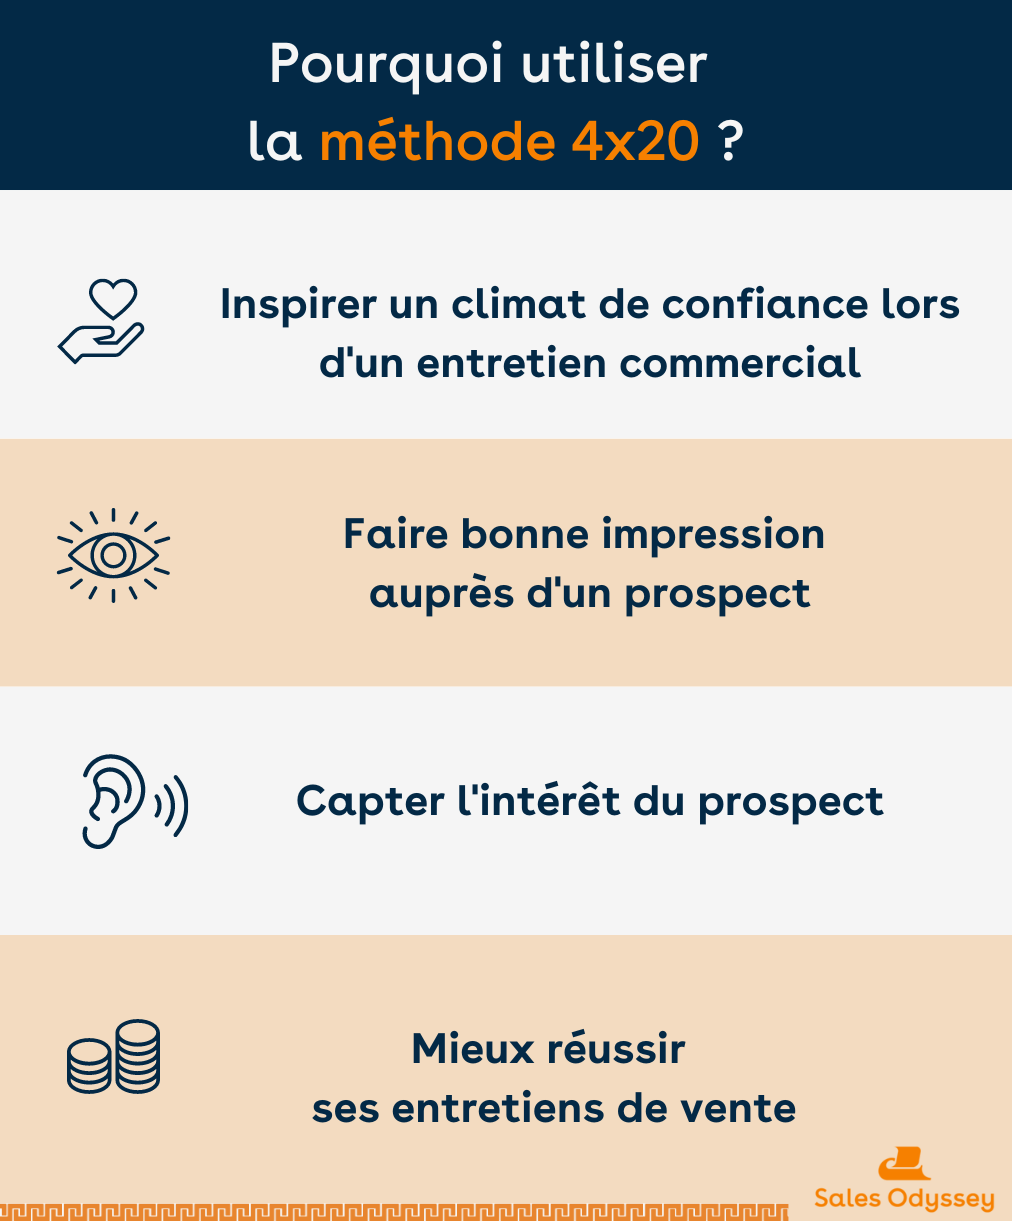 Pourquoi utiliser
la méthode 4x20 ?
Inspirer un climat de confiance lors
d'un entretien commercial
Faire bonne impression
auprès d'un prospect
Capter l'intérêt du prospect
Mieux réussir
ses entretiens de vente
Sales Odyssey